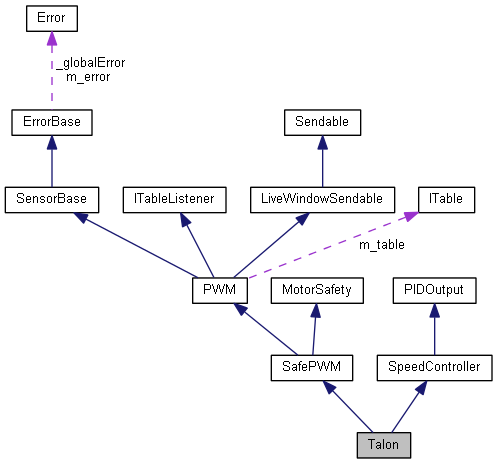 Error
_globalError
m_error
ErrorBase
Sendable
SensorBase
ITableListener
LiveWindowSendable
ITable
m_table
PWM
MotorSafety
PIDOutput
SafePWM
SpeedController
Talon